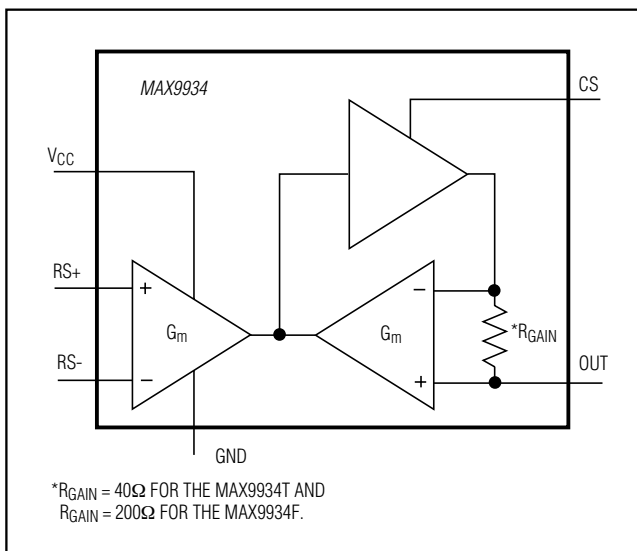 MAX9934
CS
VCC
RS+
+
Gm
RS-
−
−
Gm
+
*RGAIN
OUT
GND
*RGAIN = 40Ω FOR THE MAX9934T AND
RGAIN = 200Ω FOR THE MAX9934F.